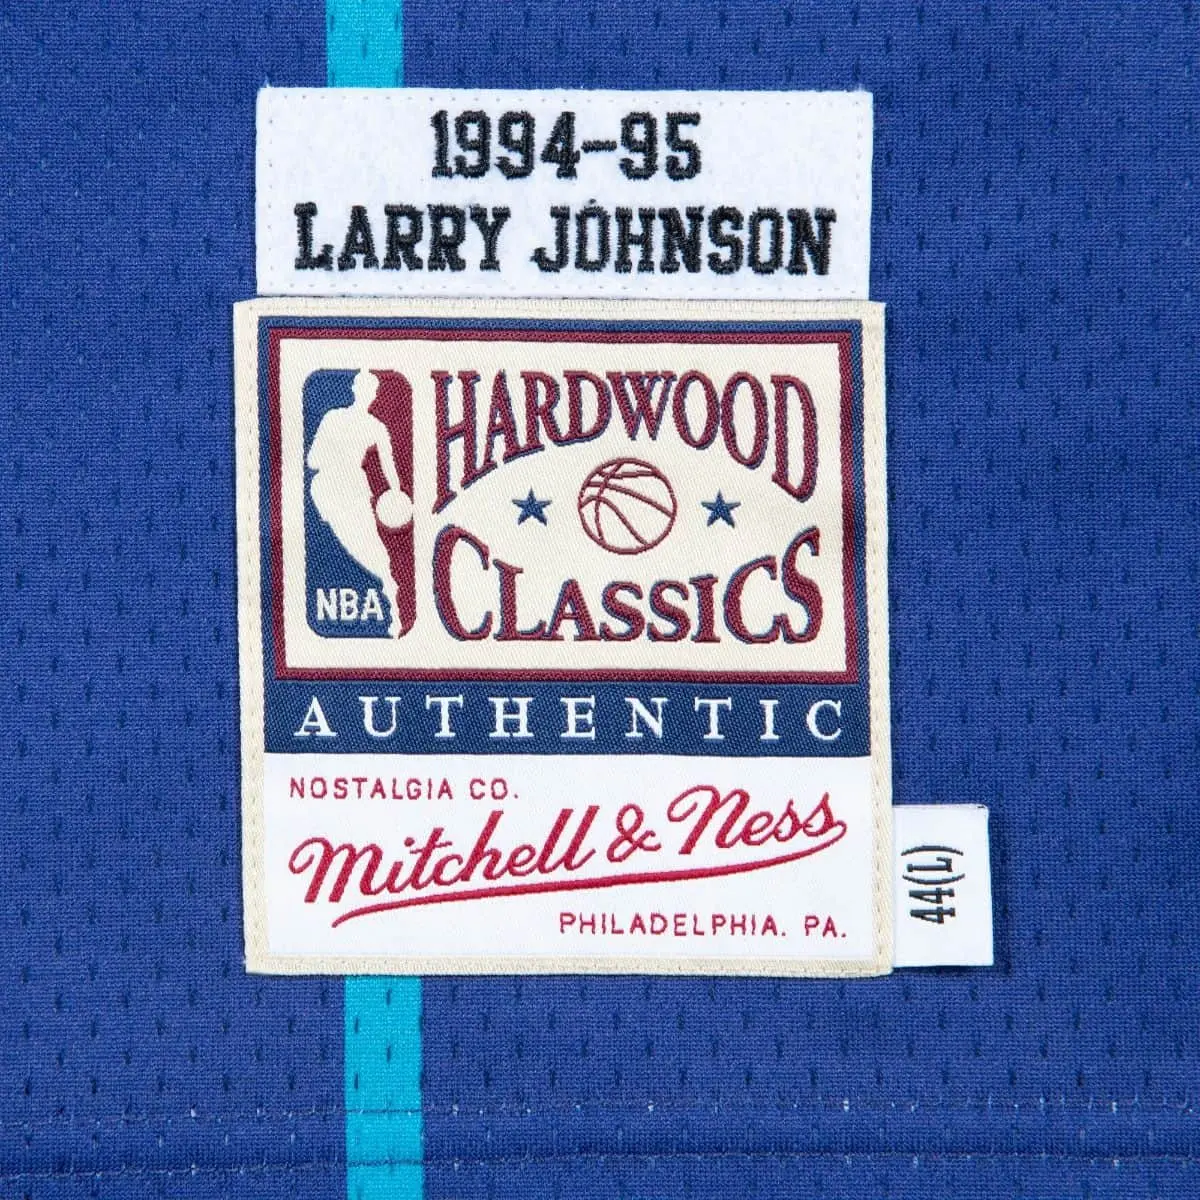 1994-95
LARRY JOHNSON
HARDWOOD
CLASSICS
NBA
AUTHENTIC
NOSTALGIA CO.
Mitchell & Ness
PHILADELPHIA. PA.
44(L)